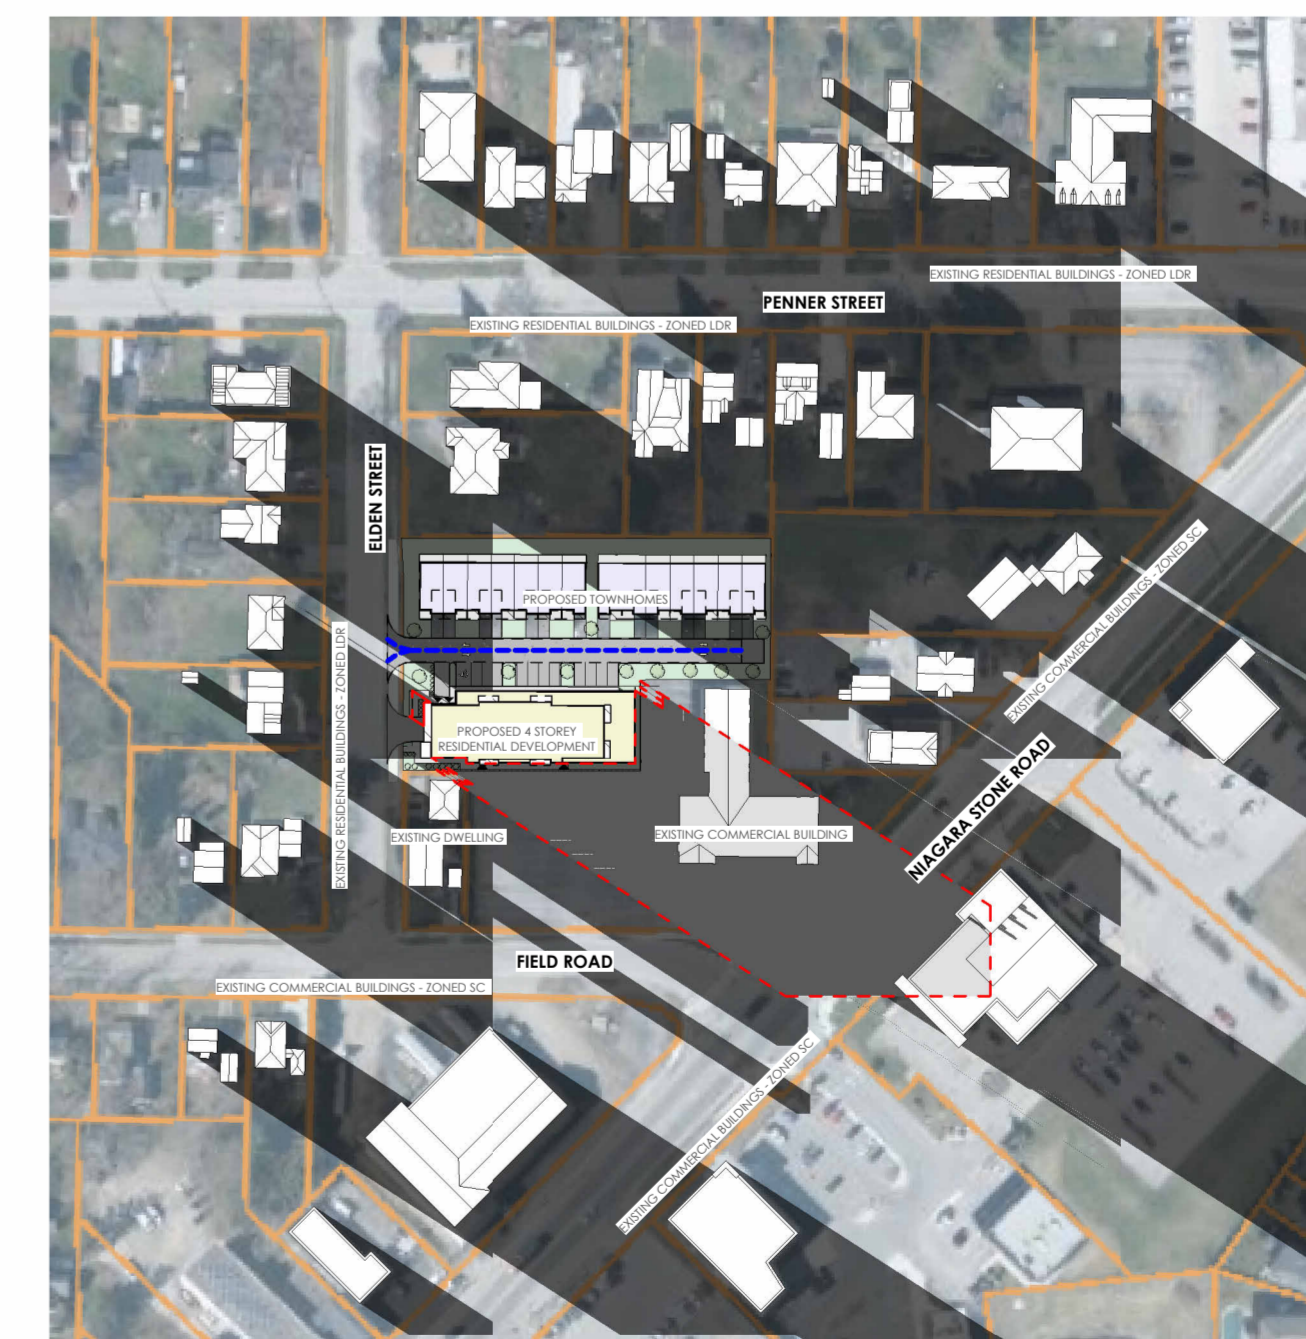 EXISTING RESIDENTIAL BUILDINGS - ZONED LDR
PENNER STREET
EXISTING RESIDENTIAL BUILDINGS - ZONED LDR
ELDEN STREET
EXISTING COMMERCIAL BUILDINGS - ZONED SC
PROPOSED TOWNHOMES
EXISTING RESIDENTIAL BUILDINGS - ZONED LDR
PROPOSED 4 STOREY
RESIDENTIAL DEVELOPMENT
NIAGARA STONE ROAD
EXISTING DWELLING
EXISTING COMMERCIAL BUILDING
FIELD ROAD
EXISTING COMMERCIAL BUILDINGS - ZONED SC
EXISTING COMMERCIAL BUILDINGS - ZONED SC